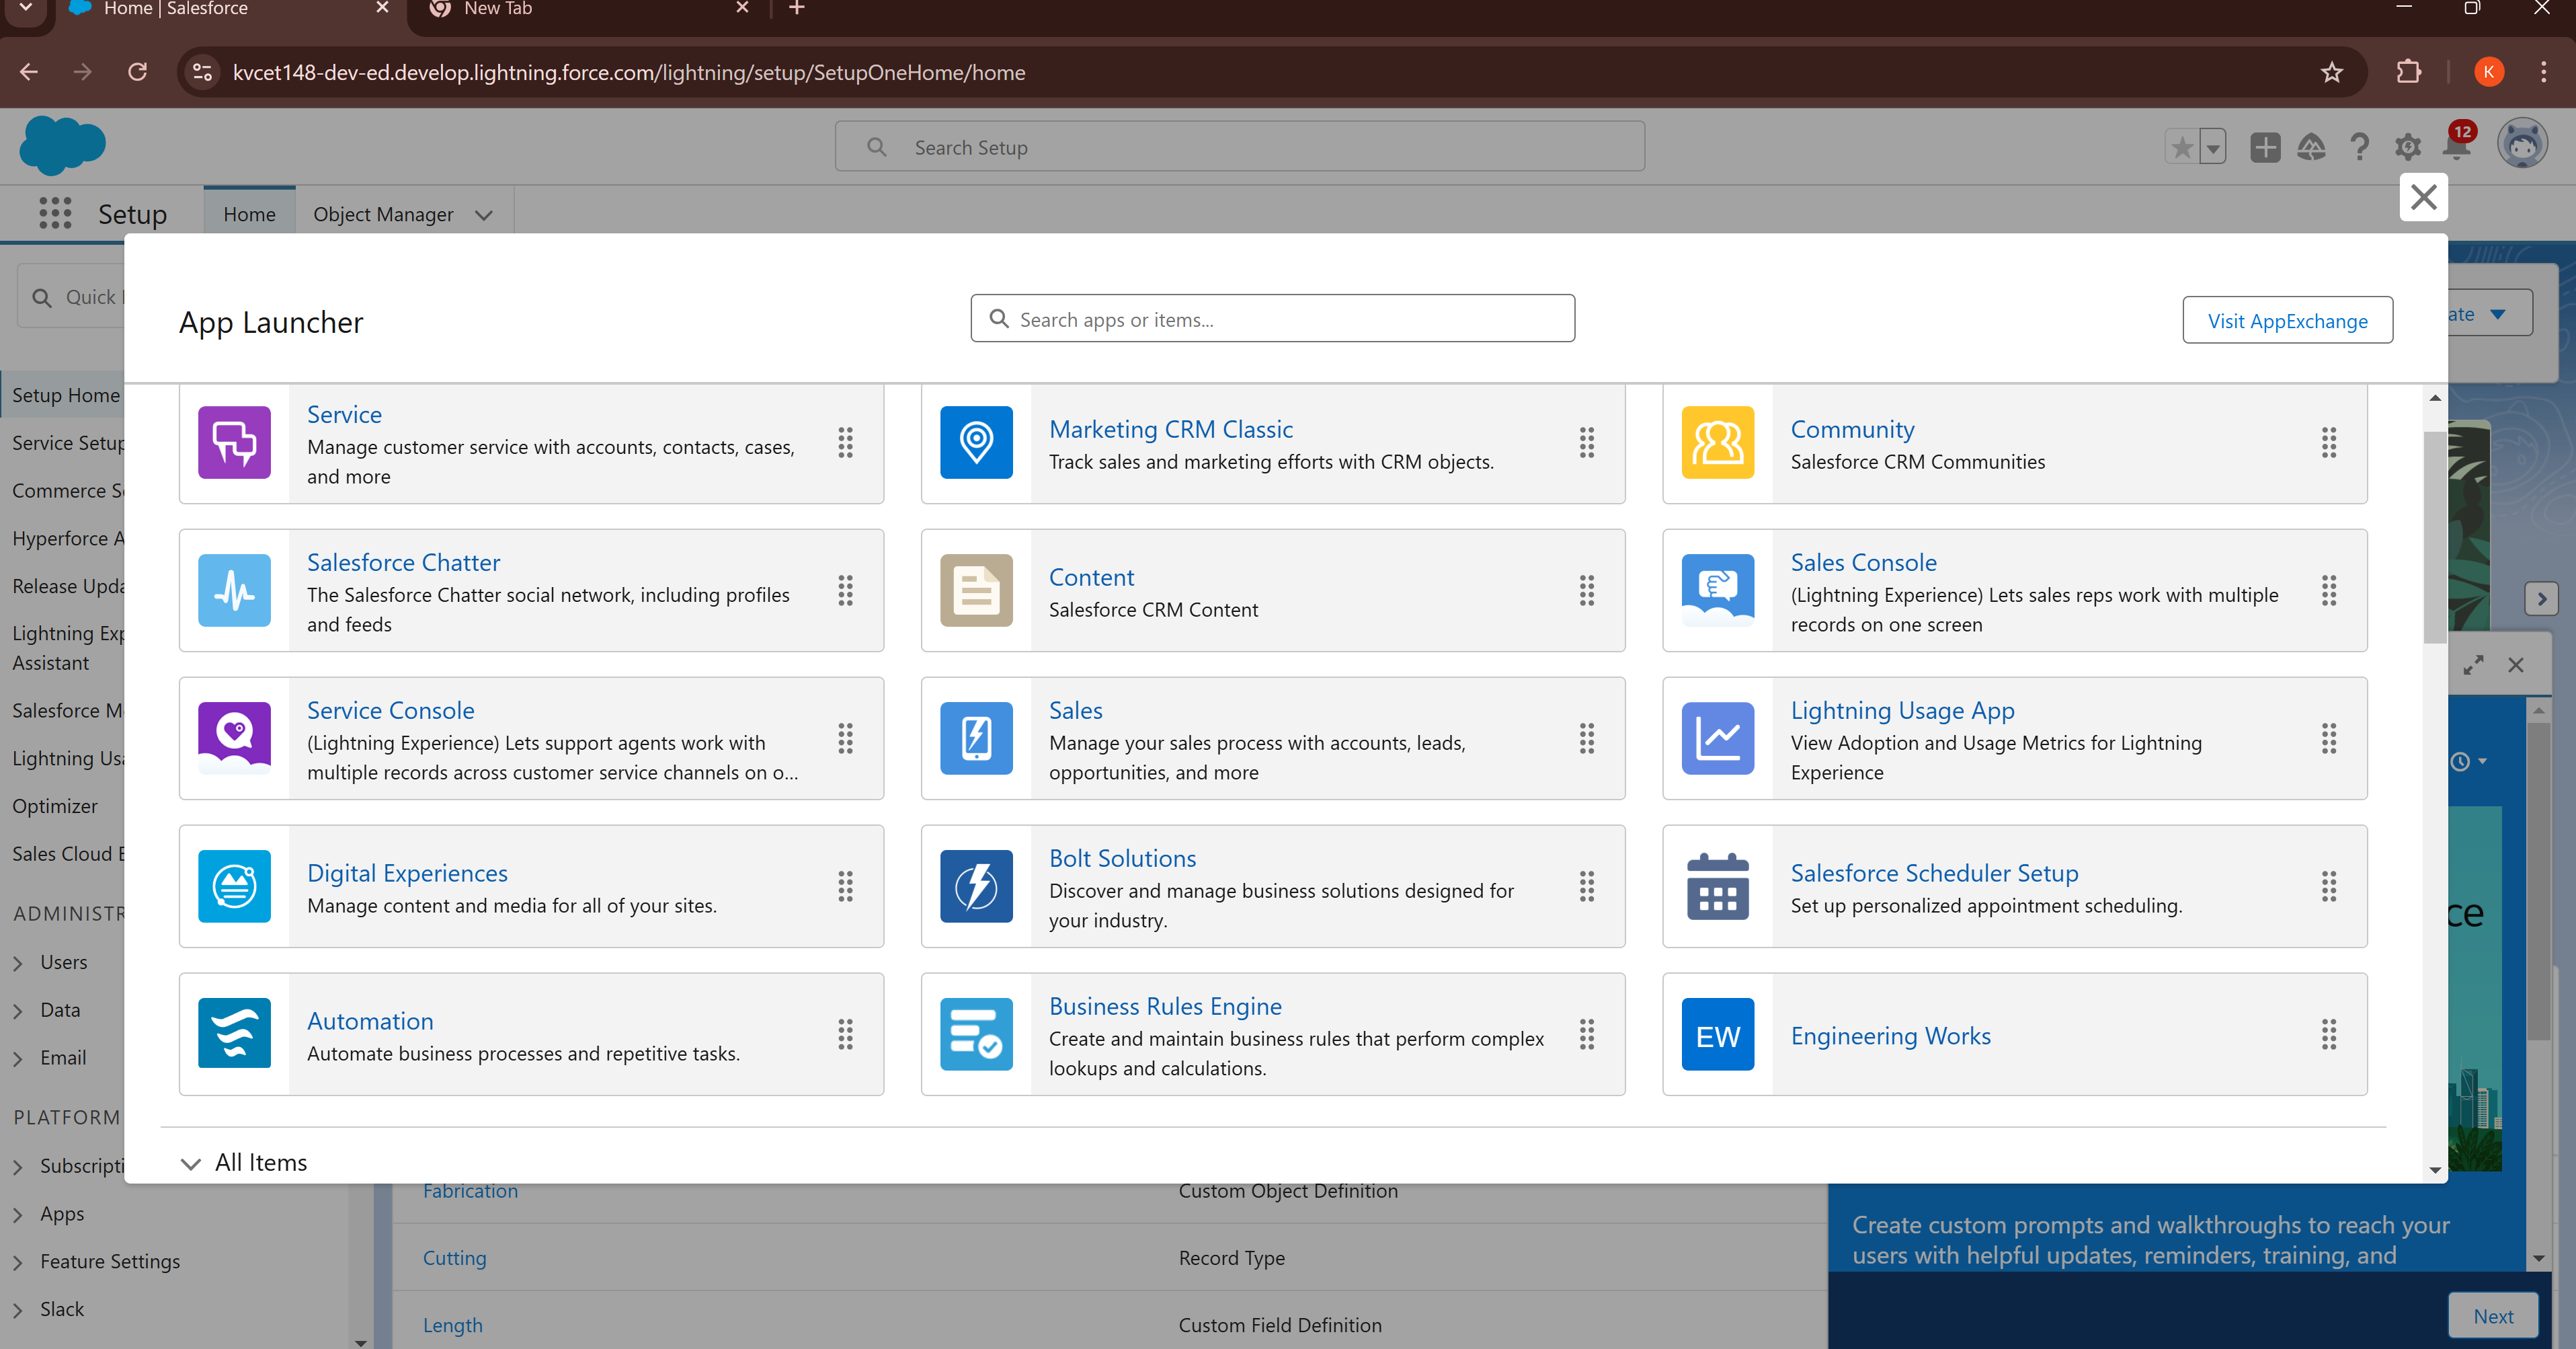 Home | Salesforce
New Tab
kvcet148-dev-ed.develop.lightning.force.com/lightning/setup/SetupOneHome/home
K
Search Setup
12
Setup
Home
Object Manager
Quick
App Launcher
Search apps or items...
Visit AppExchange
ate
Setup Home
Service Setup
Commerce S
Hyperforce A
Release Upda
Lightning Exp
Assistant
Salesforce M
Lightning Usa
Optimizer
Sales Cloud E
ADMINISTR
Users
Data
Email
PLATFORM
Subscripti
Apps
Feature Settings
Slack
Service
Manage customer service with accounts, contacts, cases,
and more
Marketing CRM Classic
Track sales and marketing efforts with CRM objects.
Community
Salesforce CRM Communities
Salesforce Chatter
The Salesforce Chatter social network, including profiles
and feeds
Content
Salesforce CRM Content
Sales Console
(Lightning Experience) Lets sales reps work with multiple
records on one screen
Service Console
(Lightning Experience) Lets support agents work with
multiple records across customer service channels on o...
Sales
Manage your sales process with accounts, leads,
opportunities, and more
Lightning Usage App
View Adoption and Usage Metrics for Lightning
Experience
Digital Experiences
Manage content and media for all of your sites.
Bolt Solutions
Discover and manage business solutions designed for
your industry.
Salesforce Scheduler Setup
Set up personalized appointment scheduling.
Automation
Automate business processes and repetitive tasks.
Business Rules Engine
Create and maintain business rules that perform complex
lookups and calculations.
EW
Engineering Works
All Items
ce
Fabrication
Custom Object Definition
Cutting
Record Type
Length
Custom Field Definition
Create custom prompts and walkthroughs to reach your
users with helpful updates, reminders, training, and
Next